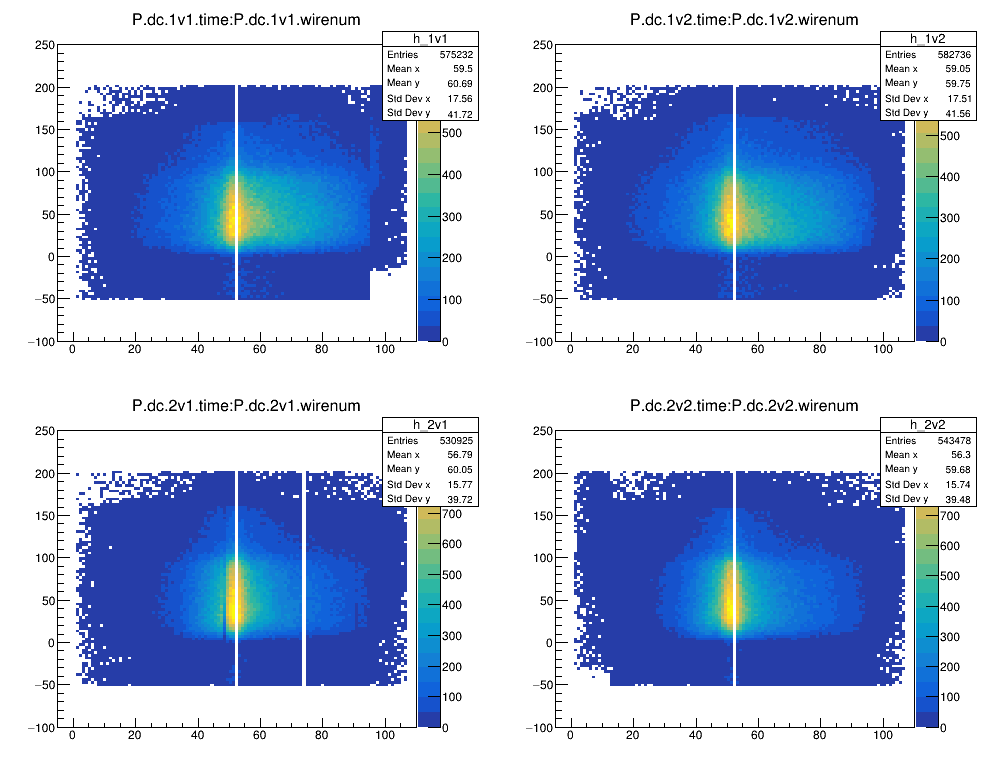 P.dc.1v1.time:P.dc.1v1.wirenum
h_1v1
Entries 575232
Mean x 59.5
Mean y 60.69
Std Dev x 17.56
Std Dev y 41.72
250
200
150
100
50
0
−50
−100
0 20 40 60 80 100
500
400
300
200
100
0
P.dc.1v2.time:P.dc.1v2.wirenum
h_1v2
Entries 582736
Mean x 59.05
Mean y 59.75
Std Dev x 17.51
Std Dev y 41.56
250
200
150
100
50
0
−50
−100
0 20 40 60 80 100
500
400
300
200
100
0
P.dc.2v1.time:P.dc.2v1.wirenum
h_2v1
Entries 530925
Mean x 56.79
Mean y 60.05
Std Dev x 15.77
Std Dev y 39.72
250
200
150
100
50
0
−50
−100
0 20 40 60 80 100
700
600
500
400
300
200
100
0
P.dc.2v2.time:P.dc.2v2.wirenum
h_2v2
Entries 543478
Mean x 56.3
Mean y 59.68
Std Dev x 15.74
Std Dev y 39.48
250
200
150
100
50
0
−50
−100
0 20 40 60 80 100
700
600
500
400
300
200
100
0